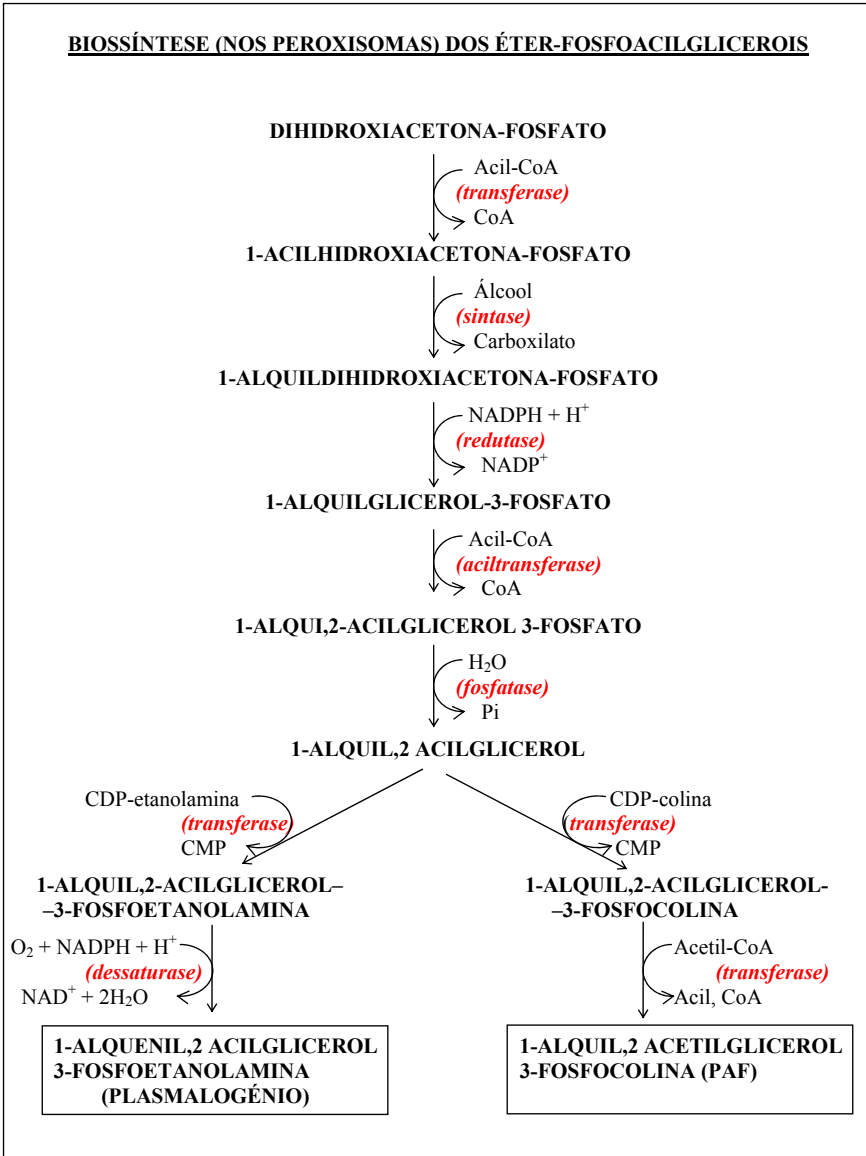 BIOSSÍNTESE (NOS PEROXISOMAS) DOS ÉTER-FOSFOACILGLICEROIS
DIHIDROXIACETONA-FOSFATO
Acil-CoA
(transferase)
CoA
1-ACILHIDROXIACETONA-FOSFATO
Álcool
(sintase)
Carboxilato
1-ALQUILDIHIDROXIACETONA-FOSFATO
NADPH + H⁺
(redutase)
NADP⁺
1-ALQUILGLICEROL-3-FOSFATO
Acil-CoA
(aciltransferase)
CoA
1-ALQUI,2-ACILGLICEROL 3-FOSFATO
H₂O
(fosfatase)
Pi
1-ALQUIL,2 ACILGLICEROL
CDP-etanolamina
(transferase)
CMP
1-ALQUIL,2-ACILGLICEROL–
–3-FOSFOETANOLAMINA
O₂ + NADPH + H⁺
(dessaturase)
NAD⁺ + 2H₂O
1-ALQUENIL,2 ACILGLICEROL
3-FOSFOETANOLAMINA
(PLASMALOGÉNIO)
CDP-colina
(transferase)
CMP
1-ALQUIL,2-ACILGLICEROL-
-3-FOSFOCOLINA
Acetil-CoA
(transferase)
Acil, CoA
1-ALQUIL,2 ACETILGLICEROL
3-FOSFOCOLINA (PAF)